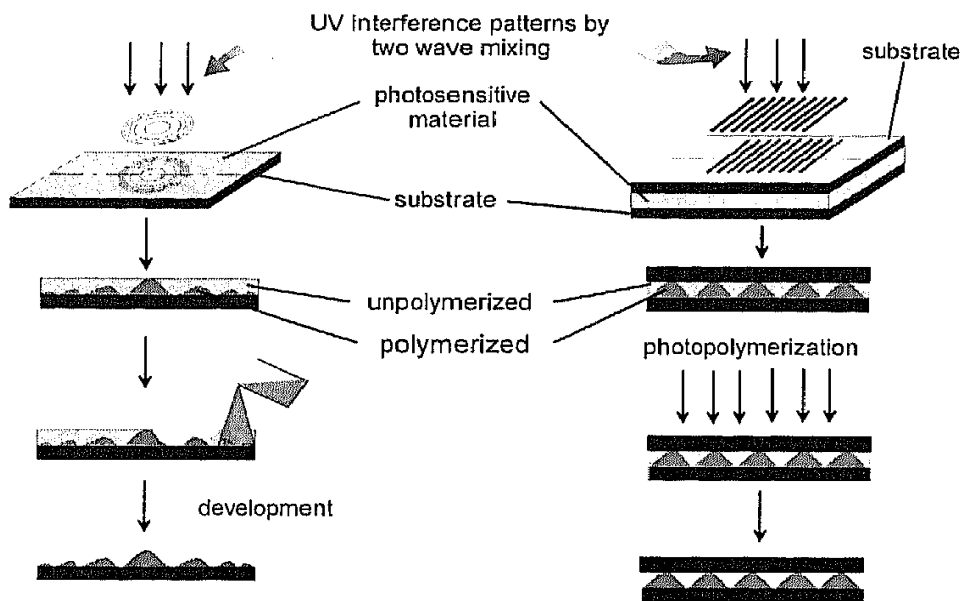 UV interference patterns by
two wave mixing
substrate
photosensitive
material
substrate
unpolymerized
polymerized
photopolymerization
development